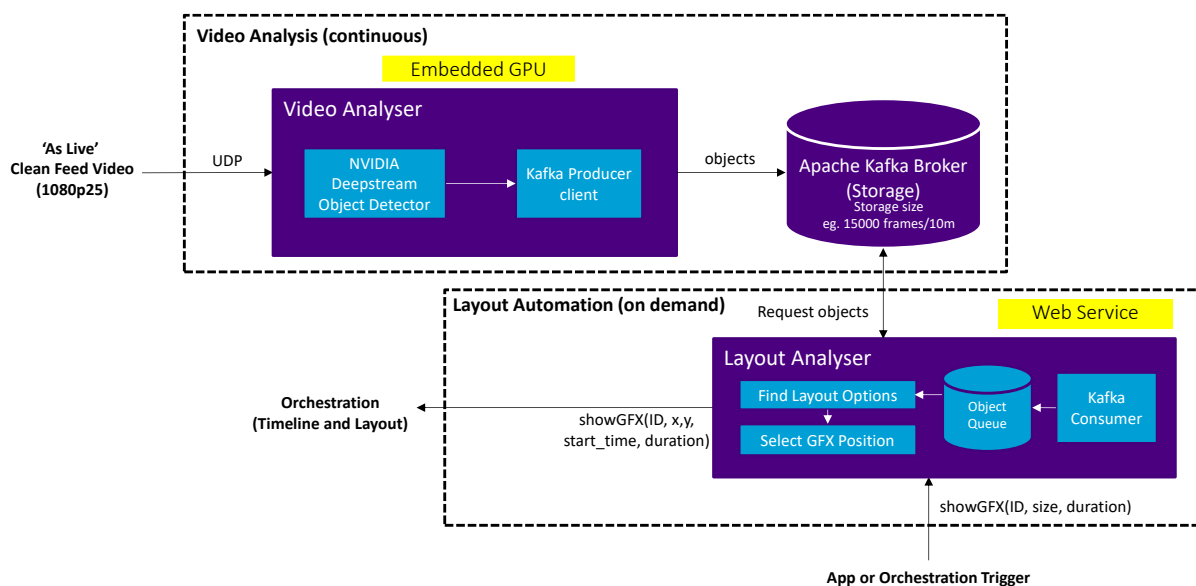 Video Analysis (continuous)
Embedded GPU
Video Analyser
'As Live'
Clean Feed Video
(1080p25)
UDP
NVIDIA
Deepstream
Object Detector
Kafka Producer
client
objects
Apache Kafka Broker
(Storage)
Storage size
eg. 15000 frames/10m
Layout Automation (on demand)
Request objects
Web Service
Layout Analyser
Find Layout Options
Select GFX Position
Object
Queue
Kafka
Consumer
Orchestration
(Timeline and Layout)
showGFX(ID, x,y,
start_time, duration)
showGFX(ID, size, duration)
App or Orchestration Trigger